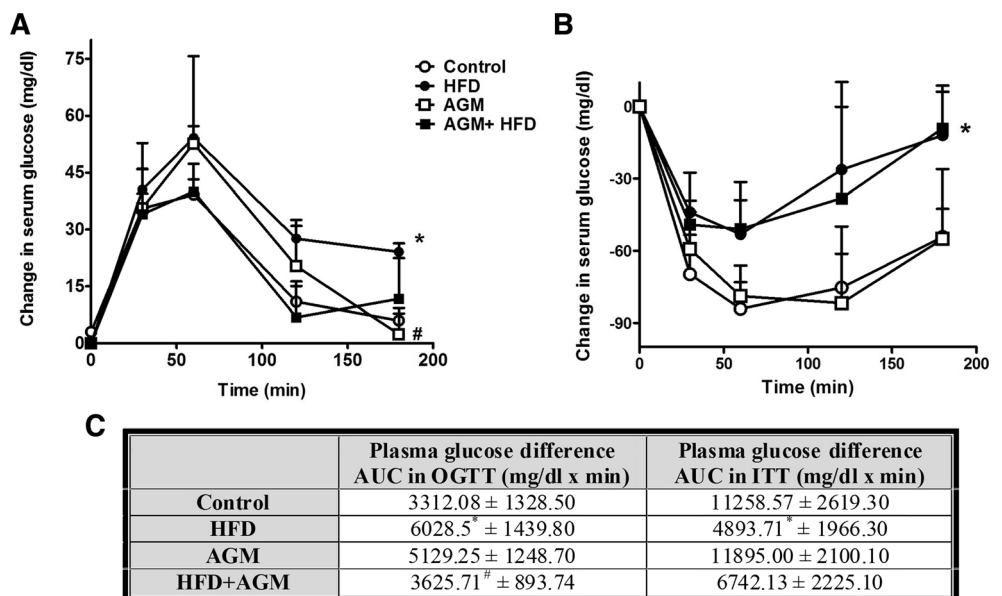 A
Change in serum glucose (mg/dl)
75
60
45
30
15
0
0
50
100
150
200
Time (min)
*
#
Control
HFD
AGM
AGM+ HFD
B
Change in serum glucose (mg/dl)
0
-30
-60
-90
0
50
100
150
200
Time (min)
*
C
Plasma glucose difference
AUC in OGTT (mg/dl x min)
Plasma glucose difference
AUC in ITT (mg/dl x min)
Control 3312.08 ± 1328.50 11258.57 ± 2619.30
HFD 6028.5* ± 1439.80 4893.71* ± 1966.30
AGM 5129.25 ± 1248.70 11895.00 ± 2100.10
HFD+AGM 3625.71# ± 893.74 6742.13 ± 2225.10